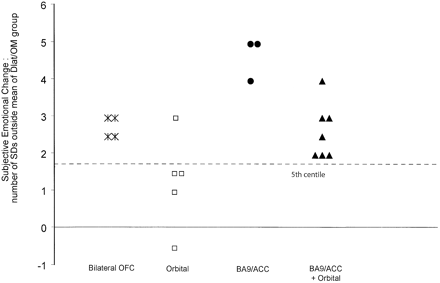 Subjective Emotional Change :
number of SDs outside mean of Dlat/OM group
6
5
4
3
2
1
0
-1
5th centile
Bilateral OFC
Orbital
BA9/ACC
BA9/ACC
+ Orbital